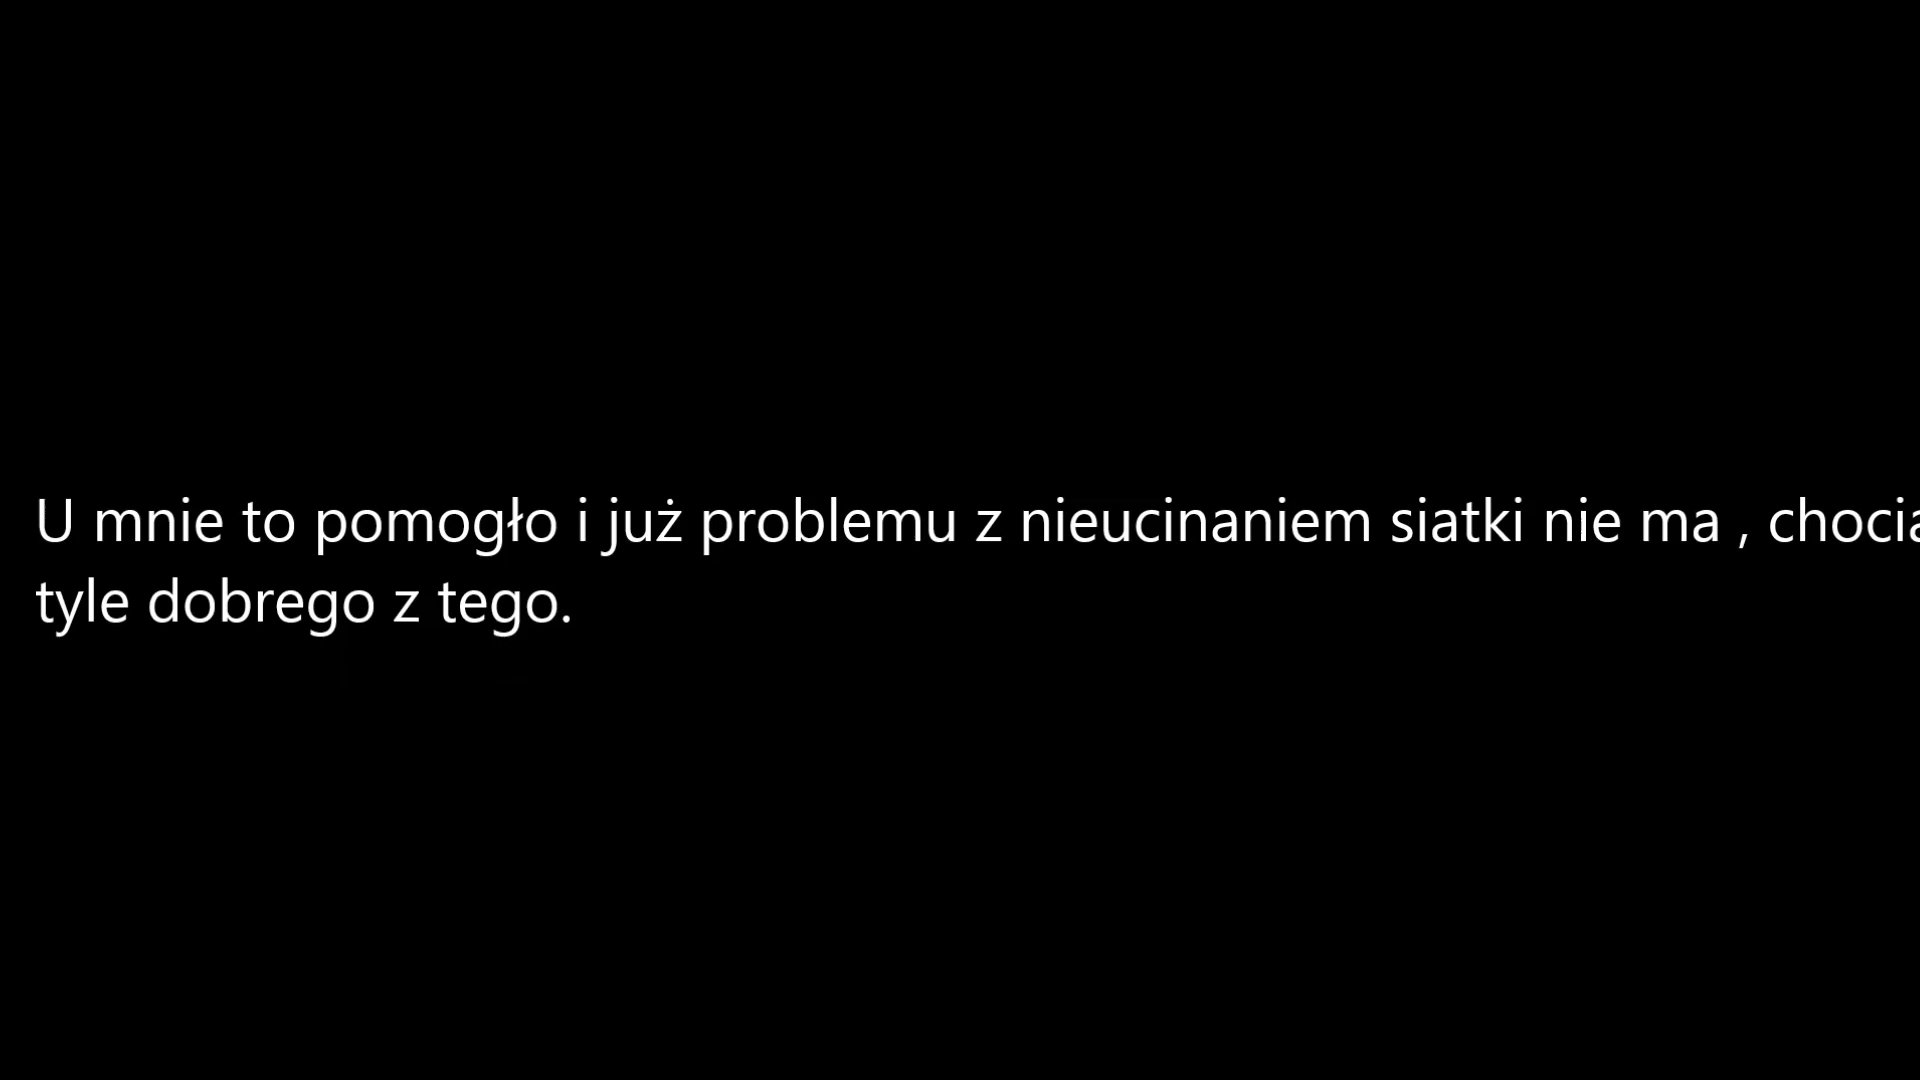 U mnie to pomogło i już problemu z nieucinaniem siatki nie ma , chocia
tyle dobrego z tego.